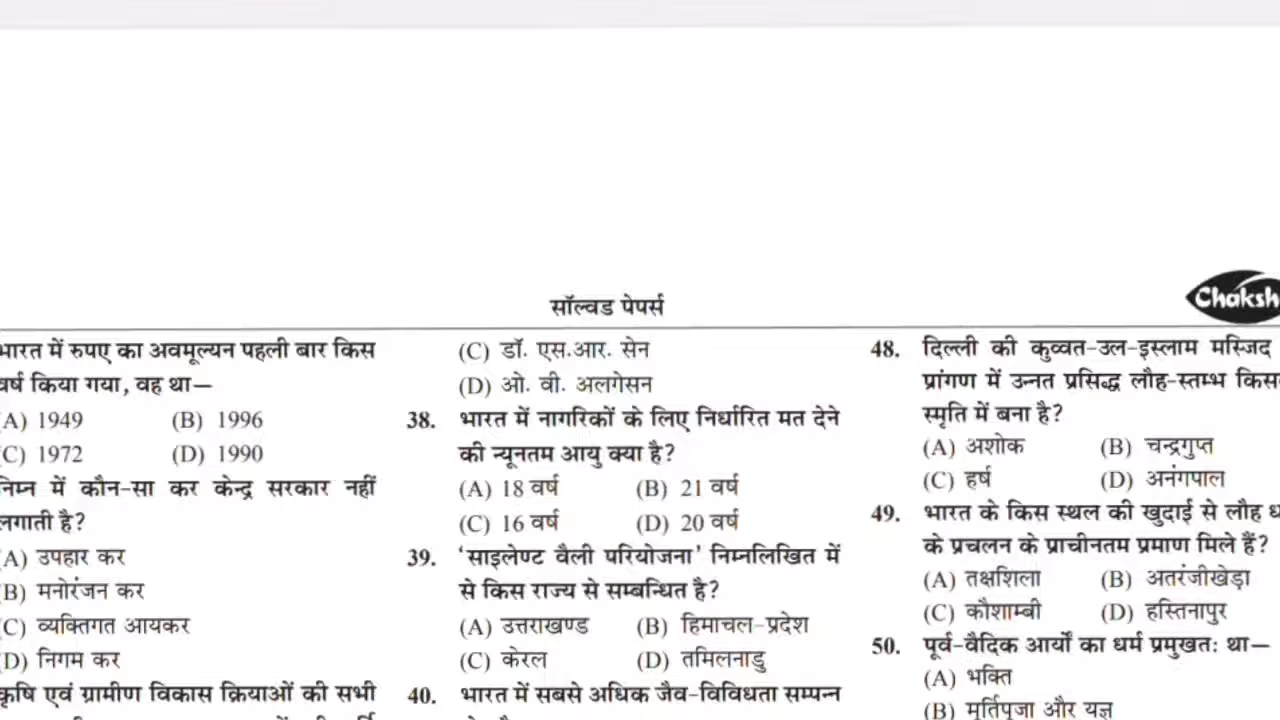 सॉल्वड पेपर्स
Chaksh
भारत में रुपए का अवमूल्यन पहली बार किस
वर्ष किया गया, वह था—
(A) 1949 (B) 1996
(C) 1972 (D) 1990
निम्न में कौन-सा कर केन्द्र सरकार नहीं
लगाती है?
(A) उपहार कर
(B) मनोरंजन कर
(C) व्यक्तिगत आयकर
(D) निगम कर
कृषि एवं ग्रामीण विकास क्रियाओं की सभी
(C) डॉ. एस.आर. सेन
(D) ओ. वी. अलगेसन
38. भारत में नागरिकों के लिए निर्धारित मत देने
की न्यूनतम आयु क्या है?
(A) 18 वर्ष (B) 21 वर्ष
(C) 16 वर्ष (D) 20 वर्ष
39. ‘साइलेण्ट वैली परियोजना’ निम्नलिखित में
से किस राज्य से सम्बन्धित है?
(A) उत्तराखण्ड (B) हिमाचल-प्रदेश
(C) केरल (D) तमिलनाडु
40. भारत में सबसे अधिक जैव-विविधता सम्पन्न
48. दिल्ली की कुव्वत-उल-इस्लाम मस्जिद
प्रांगण में उन्नत प्रसिद्ध लौह-स्तम्भ
स्मृति में बना है?
(A) अशोक (B) चन्द्रगुप्त
(C) हर्ष (D) अनंगपाल
49. भारत के किस स्थल की खुदाई से लौह
के प्रचलन के प्राचीनतम प्रमाण मिले हैं?
(A) तक्षशिला (B) अतरंजीखेड़ा
(C) कौशाम्बी (D) हस्तिनापुर
50. पूर्व-वैदिक आर्यों का धर्म प्रमुखतः था—
(A) भक्ति
(B) मूर्तिपूजा और यज्ञ